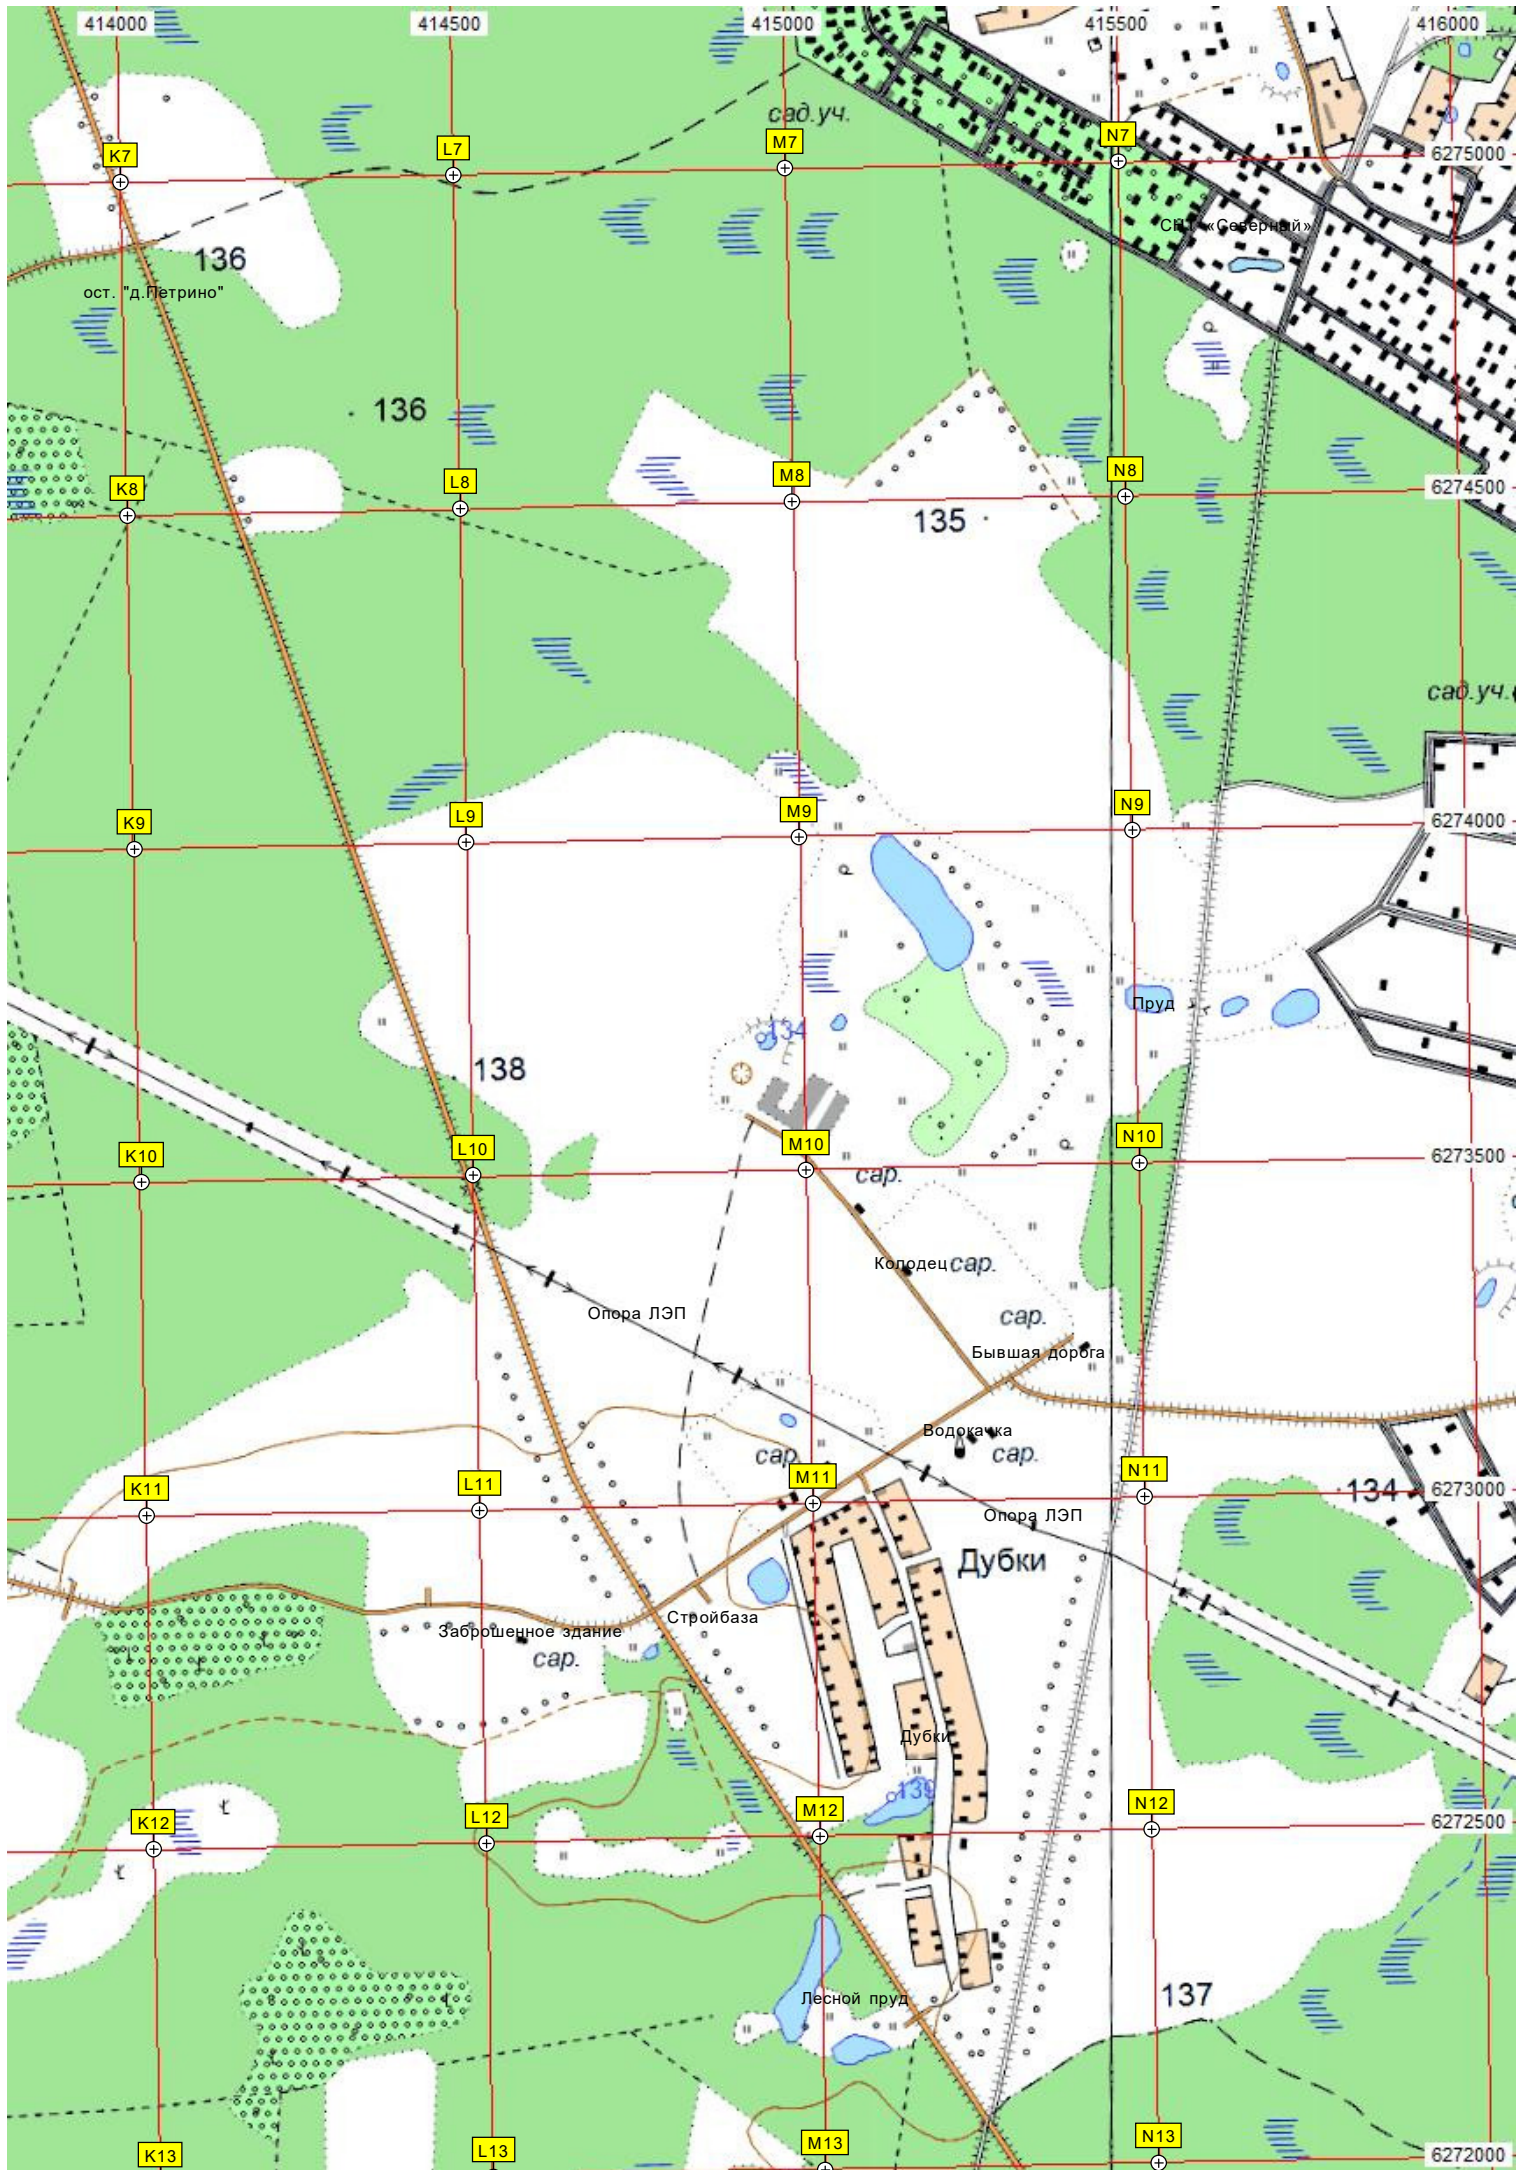 414000 414500 415000 415500 416000
сад.уч.
K7 L7 M7 N7 6275000
СНТ «Северный»
136
ост. "д.Петрино"
136
K8 L8 M8 N8 6274500
135
сад.уч.
K9 L9 M9 N9 6274000
Пруд
134
138
K10 L10 M10 N10 6273500
сар.
Колодец сар.
Опора ЛЭП сар.
Бывшая дорога
Водокачка
сар. сар.
K11 L11 M11 N11 134 6273000
Опора ЛЭП
Дубки
Стройбаза
Заброшенное здание
сар.
Дубки
139
K12 L12 M12 N12 6272500
137
Лесной пруд
K13 L13 M13 N13 6272000